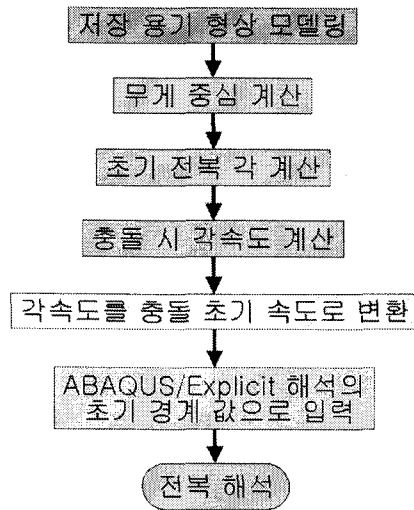 저장 용기 형상 모델링
무게 중심 계산
초기 전복 각 계산
충돌 시 각속도 계산
각속도를 충돌 초기 속도로 변환
ABAQUS/Explicit 해석의
초기 경계 값으로 입력
전복 해석